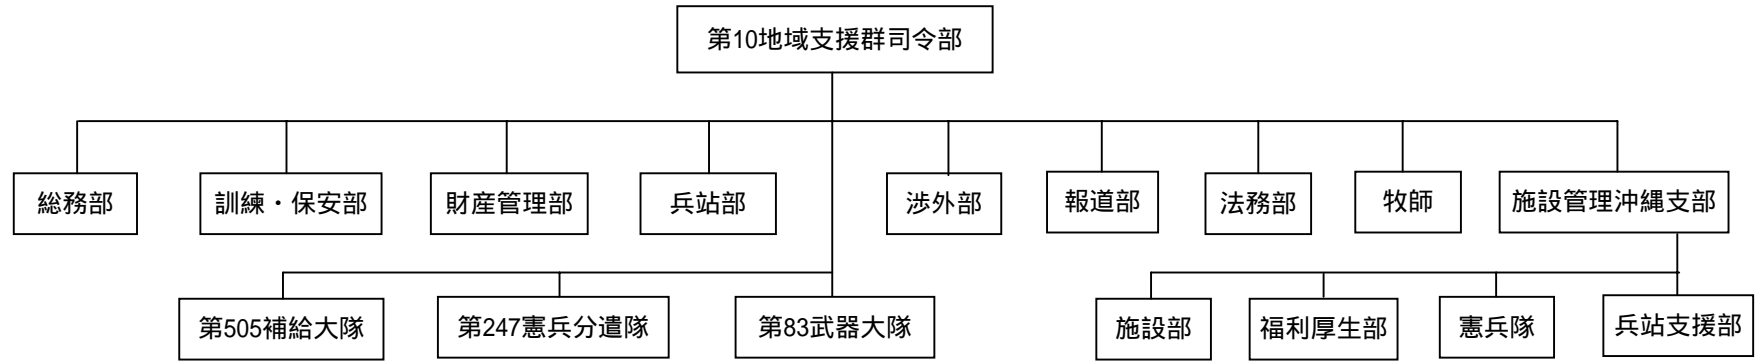 第10地域支援群司令部
総務部
訓練・保安部
財産管理部
兵站部
渉外部
報道部
法務部
牧師
施設管理沖縄支部
第505補給大隊
第247憲兵分遣隊
第83武器大隊
施設部
福利厚生部
憲兵隊
兵站支援部